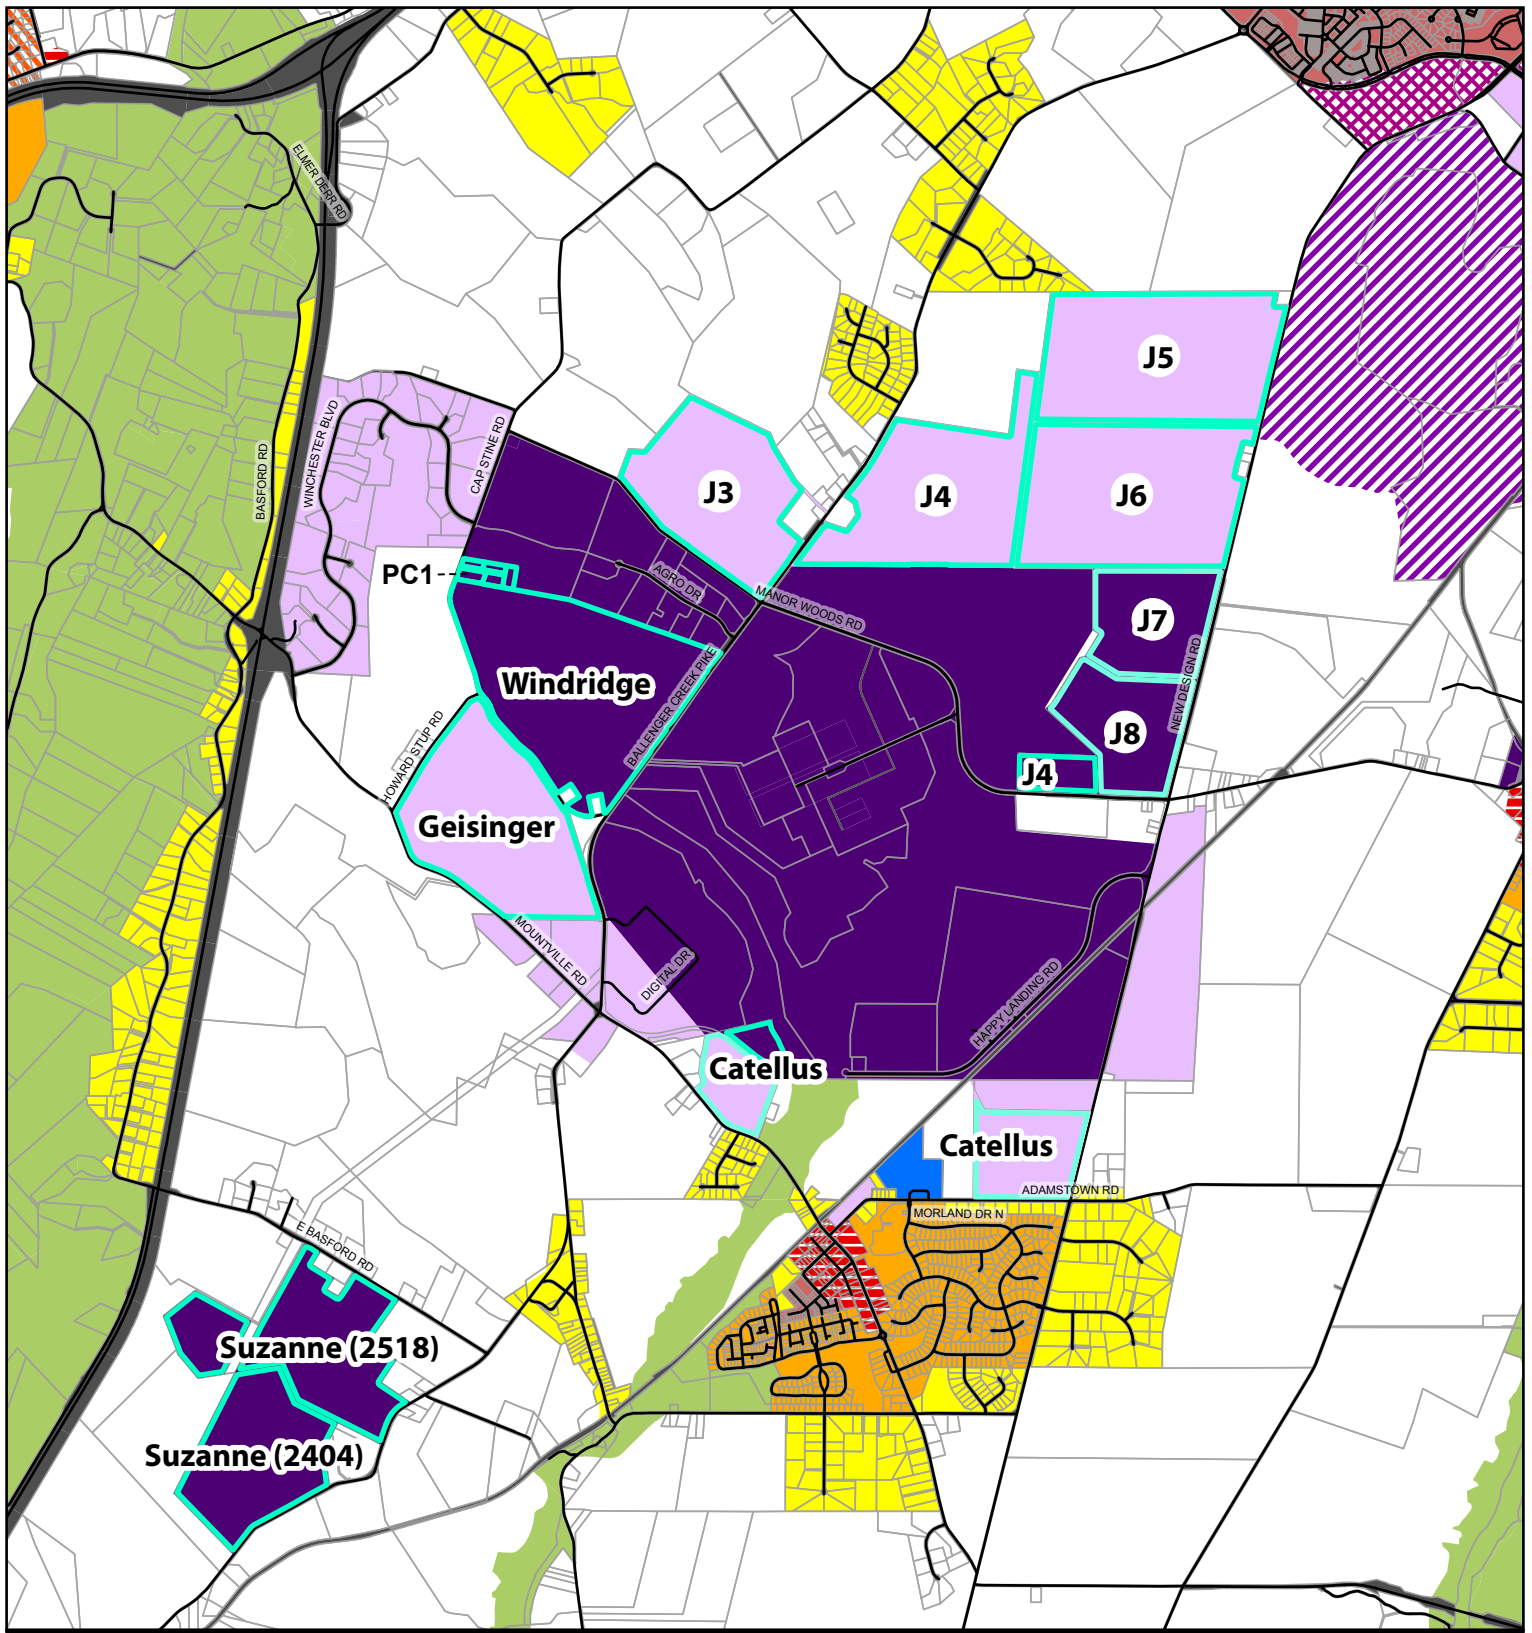 ELMER DERR RD
J5
WINCHESTER BLVD
BASFORD RD
CAP STINE RD
J3
J4
J6
PC1
AGRO DR
MANOR WOODS RD
J7
Windridge
BALLENGER CREEK PIKE
NEW DESIGN RD
J8
HOWARD STUP RD
J4
Geisinger
MOUNTVILLE RD
DIGITAL DR
HAPPY LANDING RD
Catellus
Catellus
ADAMSTOWN RD
MORLAND DR N
E BASFORD RD
Suzanne (2518)
Suzanne (2404)